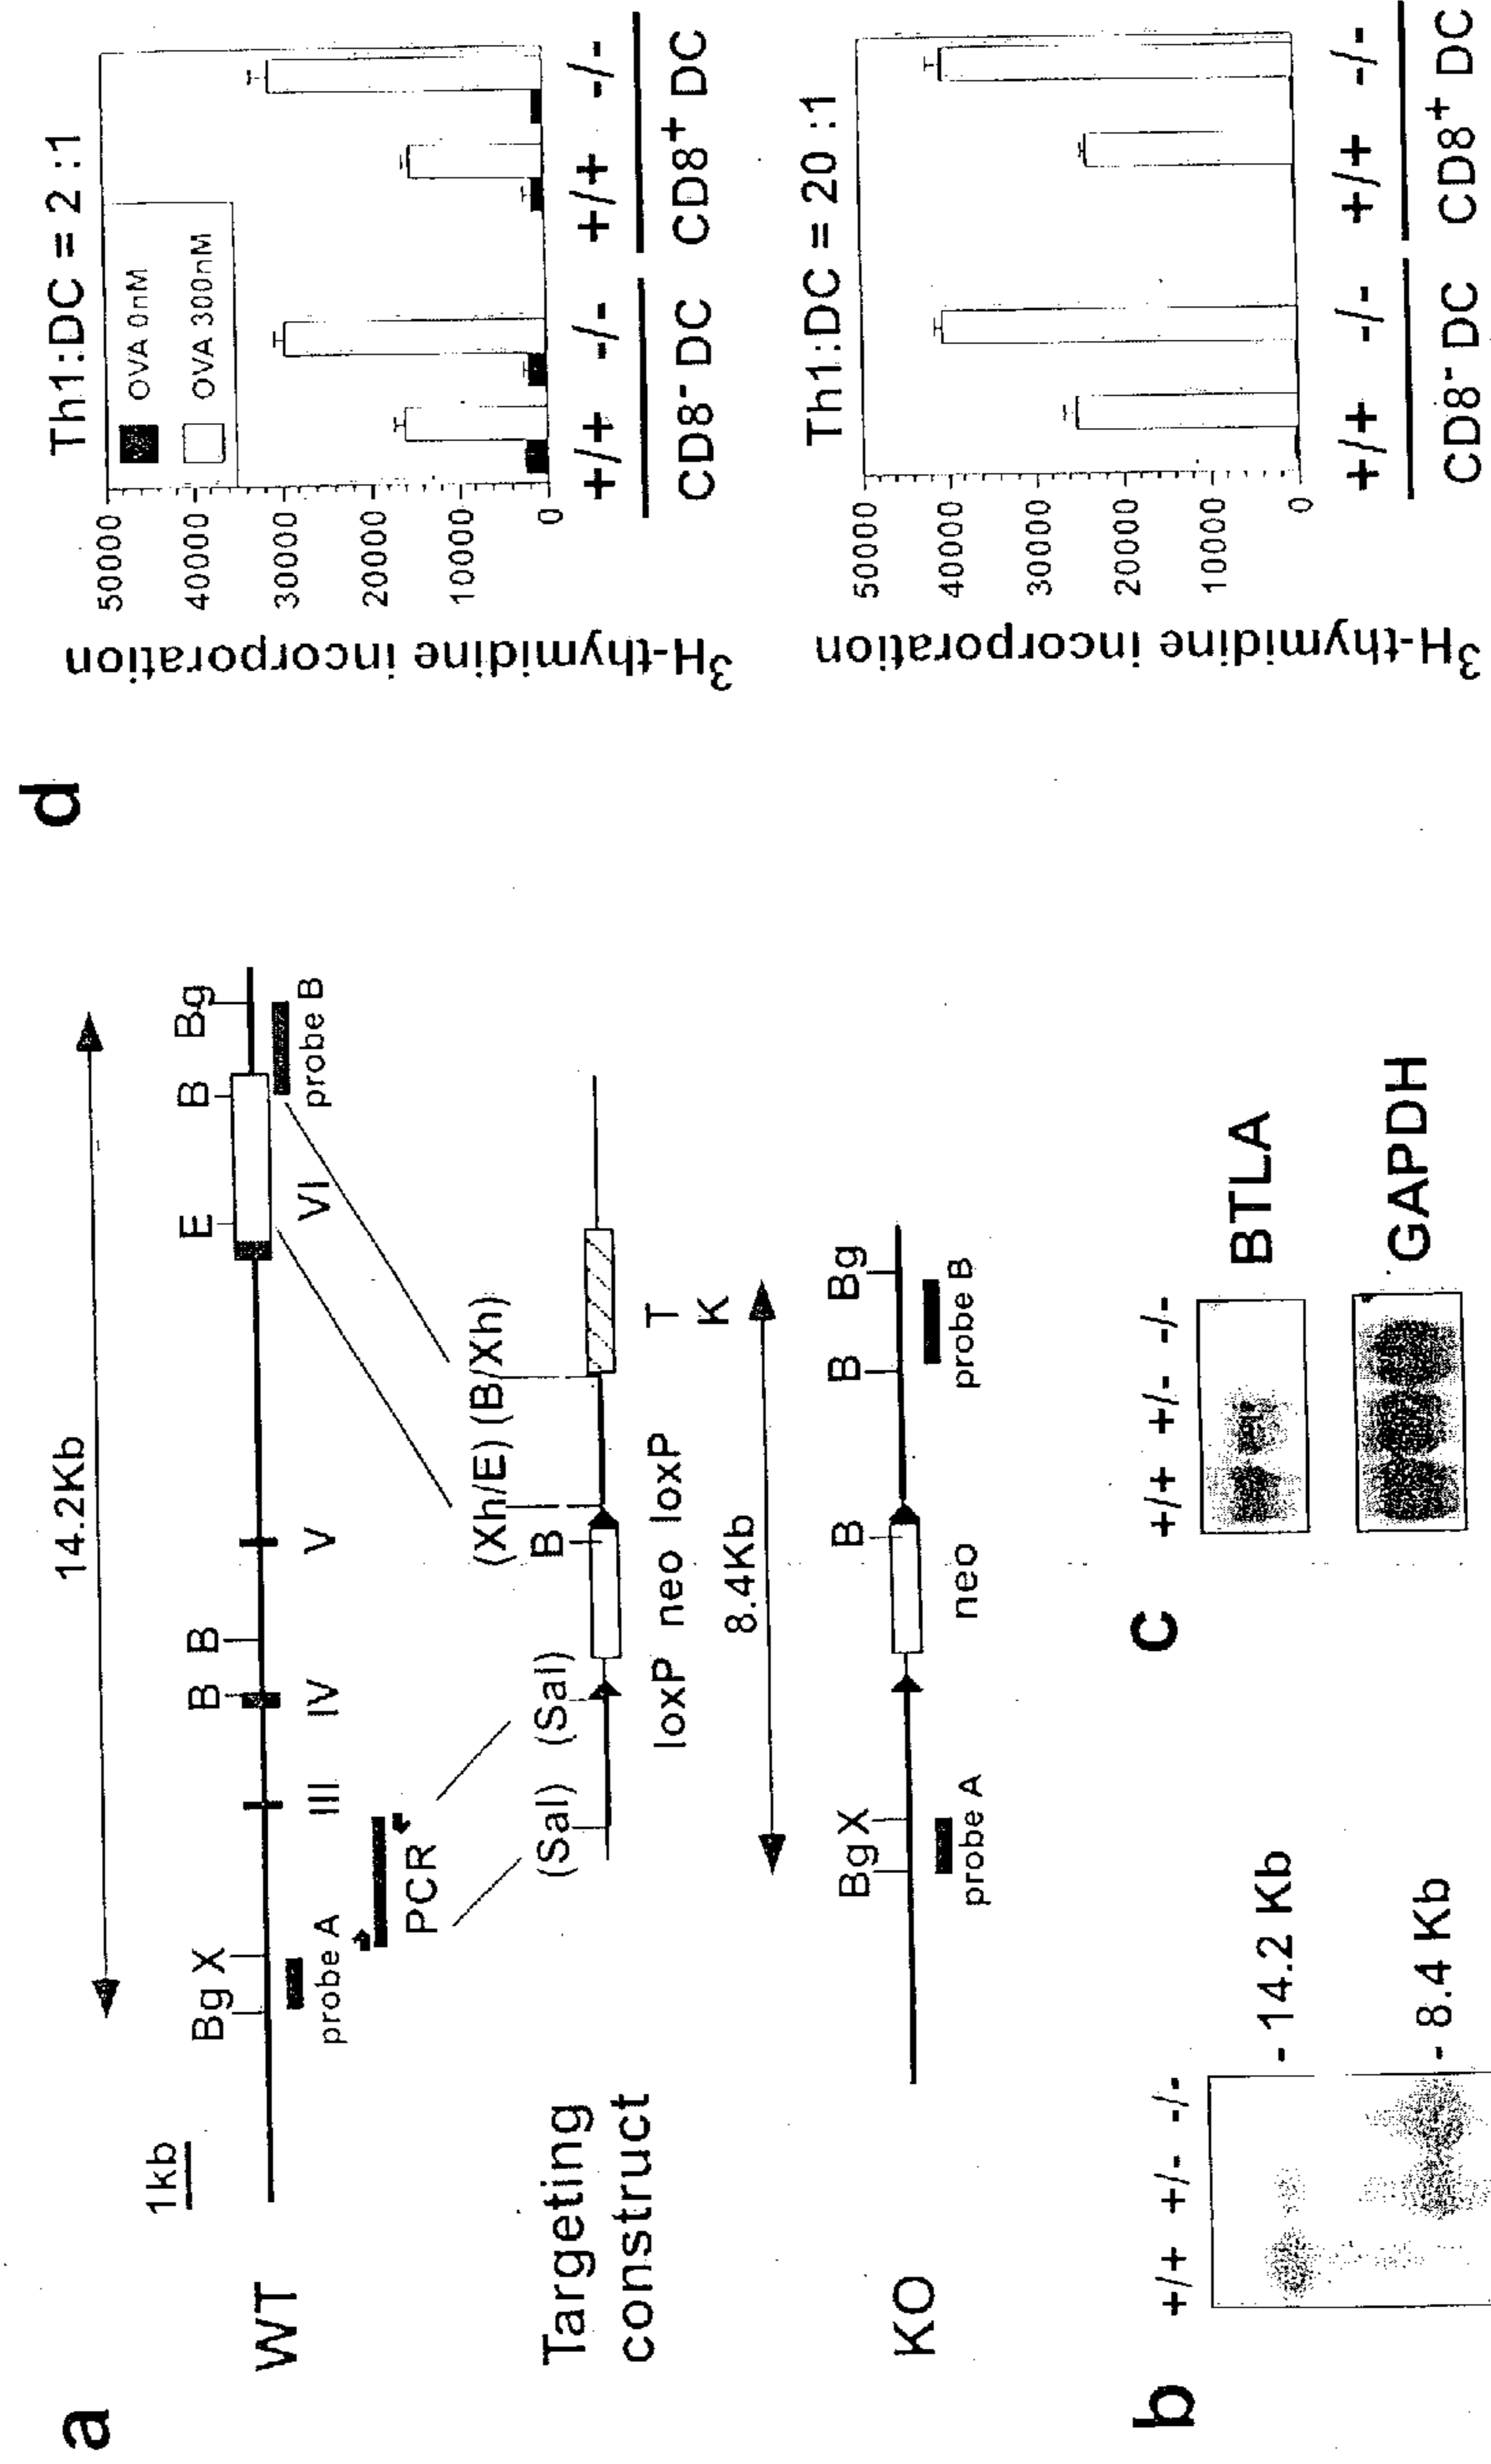 a
1kb
14.2Kb
WT
Bg X B B E B Bg
III IV V VI
probe A
probe B
PCR
Targeting
construct
(Sal) (Sal) (Xh/E) (B/Xh)
B
loxP neo loxP
T
K
8.4Kb
KO
Bg X B B Bg
probe A
neo
probe B
b
+/+ +/- -/-
- 14.2 Kb
- 8.4 Kb
c
+/+ +/- -/-
BTLA
GAPDH
d
Th1:DC = 2 :1
OVA 0nM
OVA 300nM
50000
40000
30000
20000
10000
0
³H-thymidine incorporation
+/+ -/- +/+ -/-
CD8⁻ DC CD8⁺ DC
Th1:DC = 20 :1
50000
40000
30000
20000
10000
0
³H-thymidine incorporation
+/+ -/- +/+ -/-
CD8⁻ DC CD8⁺ DC